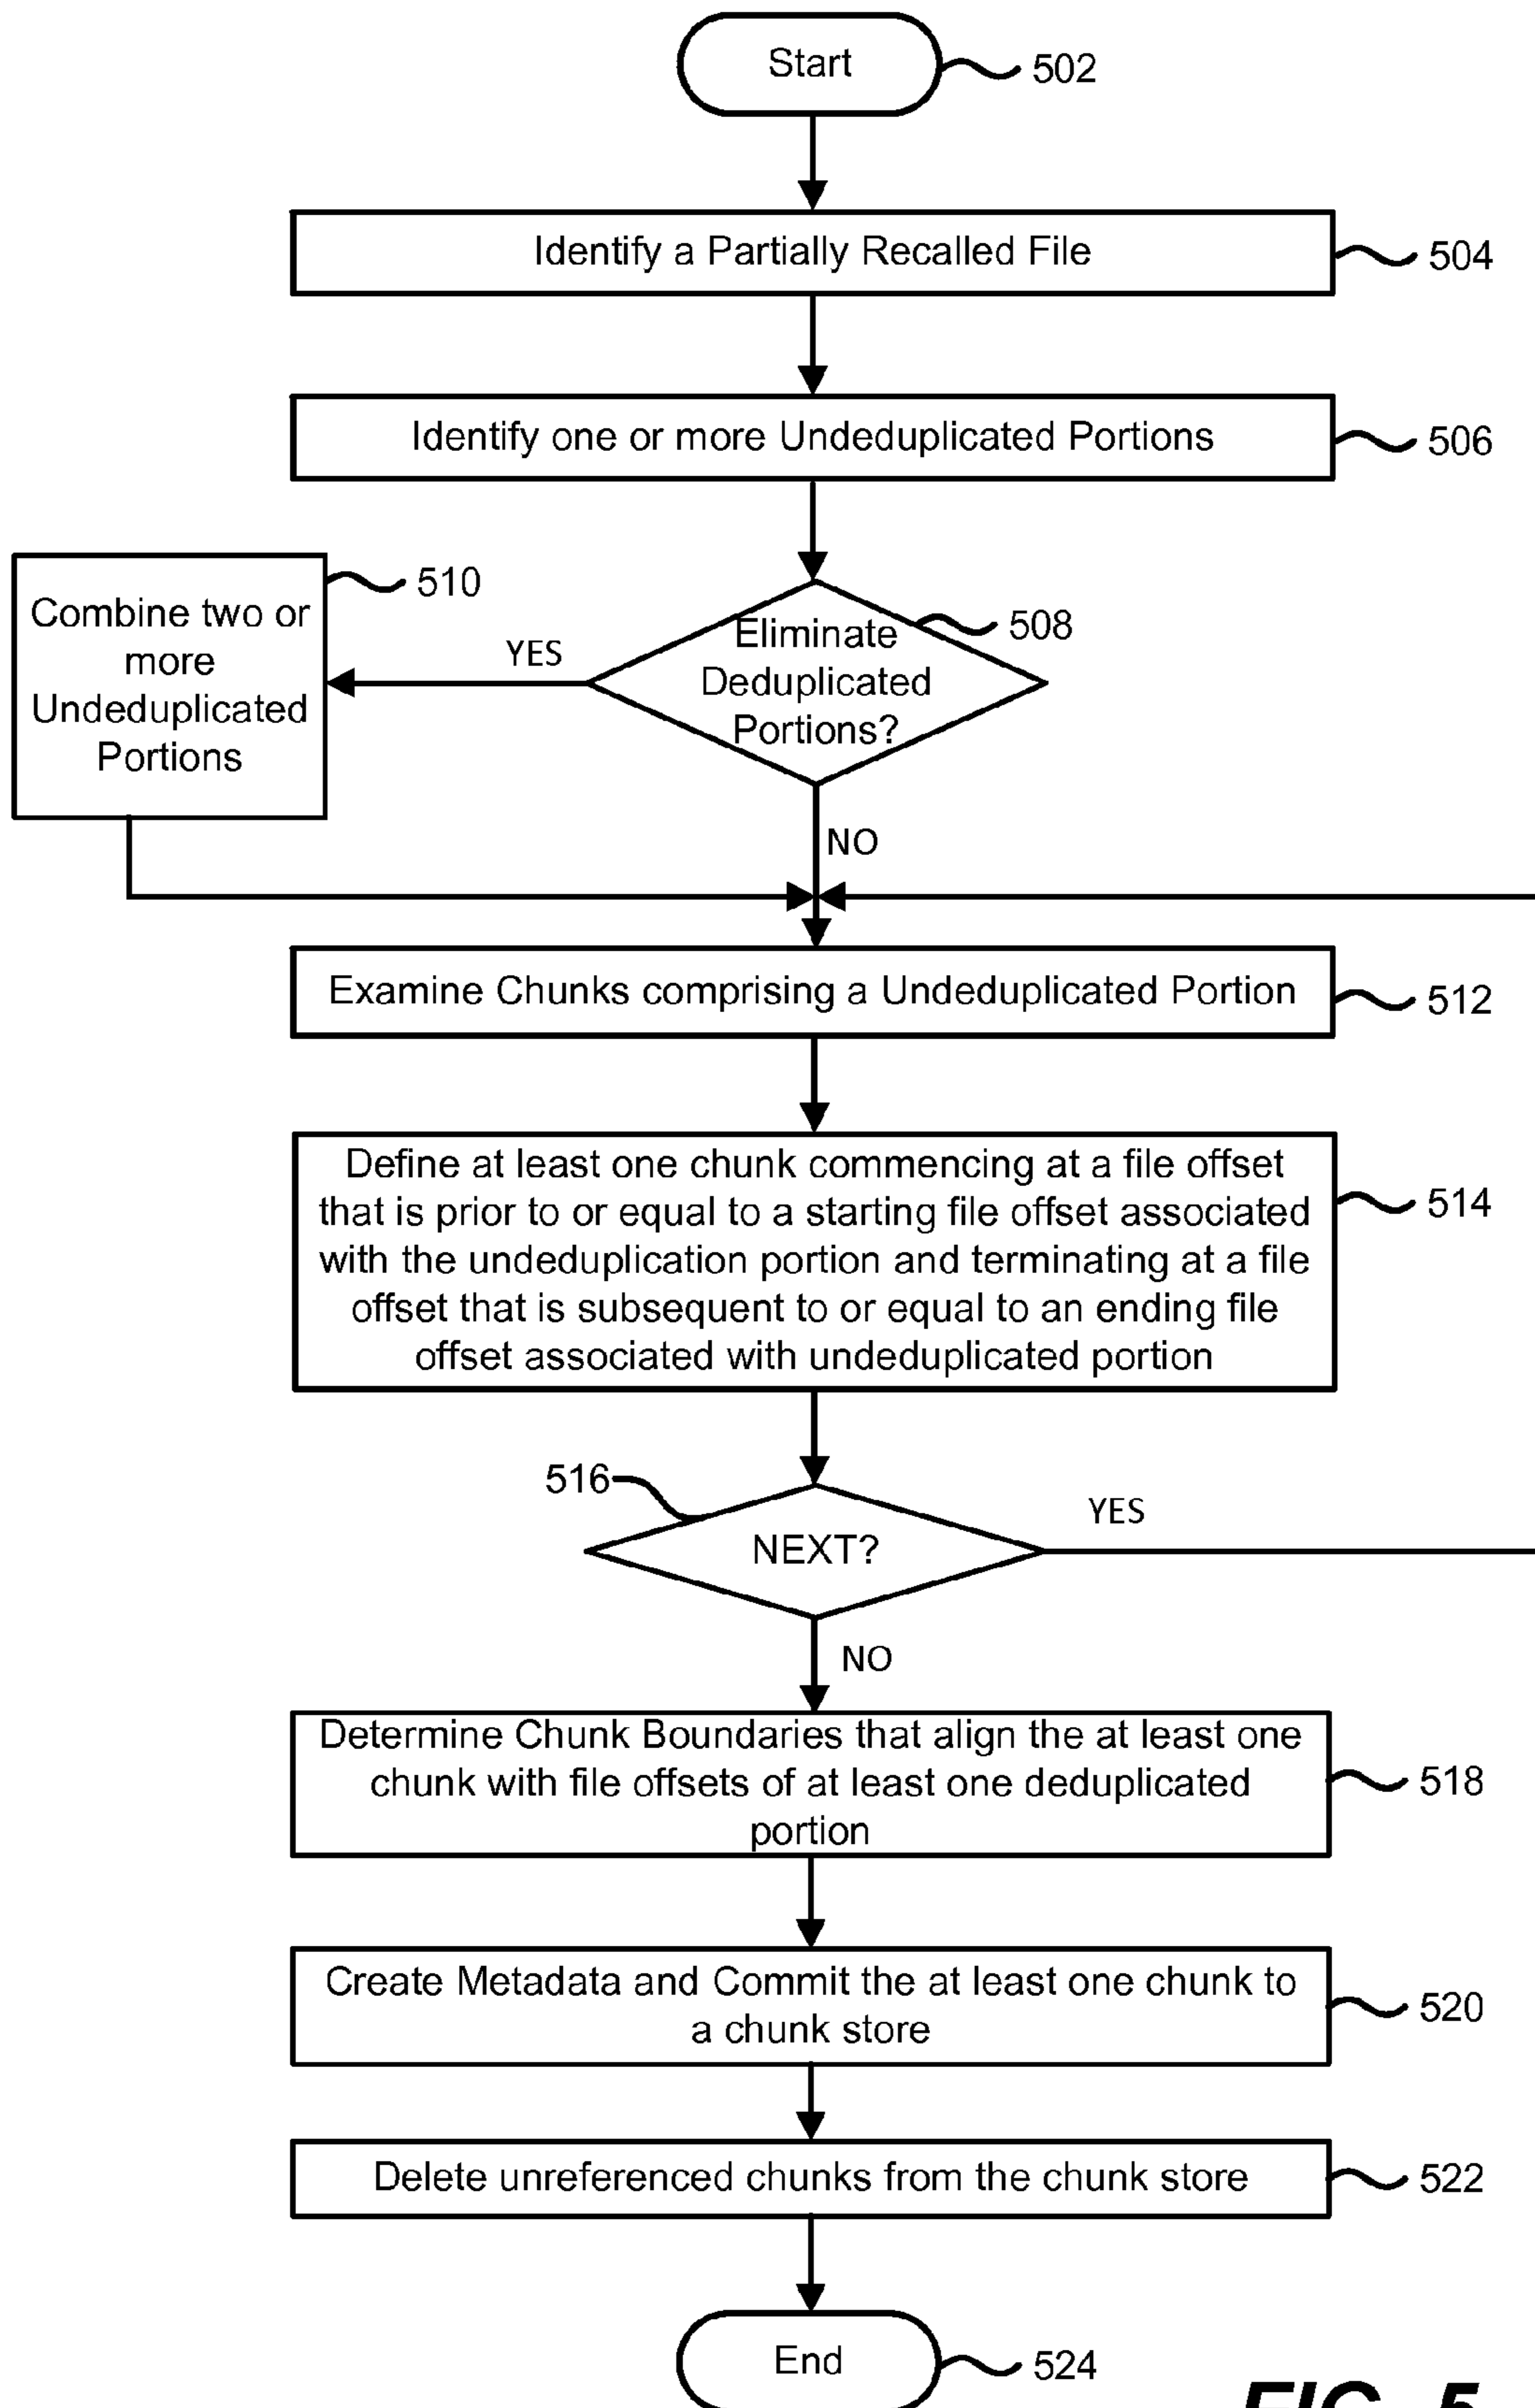 Start
502
Identify a Partially Recalled File
504
Identify one or more Undeduplicated Portions
506
Combine two or
more
Undeduplicated
Portions
510
YES
Eliminate
Deduplicated
Portions?
508
NO
Examine Chunks comprising a Undeduplicated Portion
512
Define at least one chunk commencing at a file offset
that is prior to or equal to a starting file offset associated
with the undeduplication portion and terminating at a file
offset that is subsequent to or equal to an ending file
offset associated with undeduplicated portion
514
516
NEXT?
YES
NO
Determine Chunk Boundaries that align the at least one
chunk with file offsets of at least one deduplicated
portion
518
Create Metadata and Commit the at least one chunk to
a chunk store
520
Delete unreferenced chunks from the chunk store
522
End
524
FIG. 5